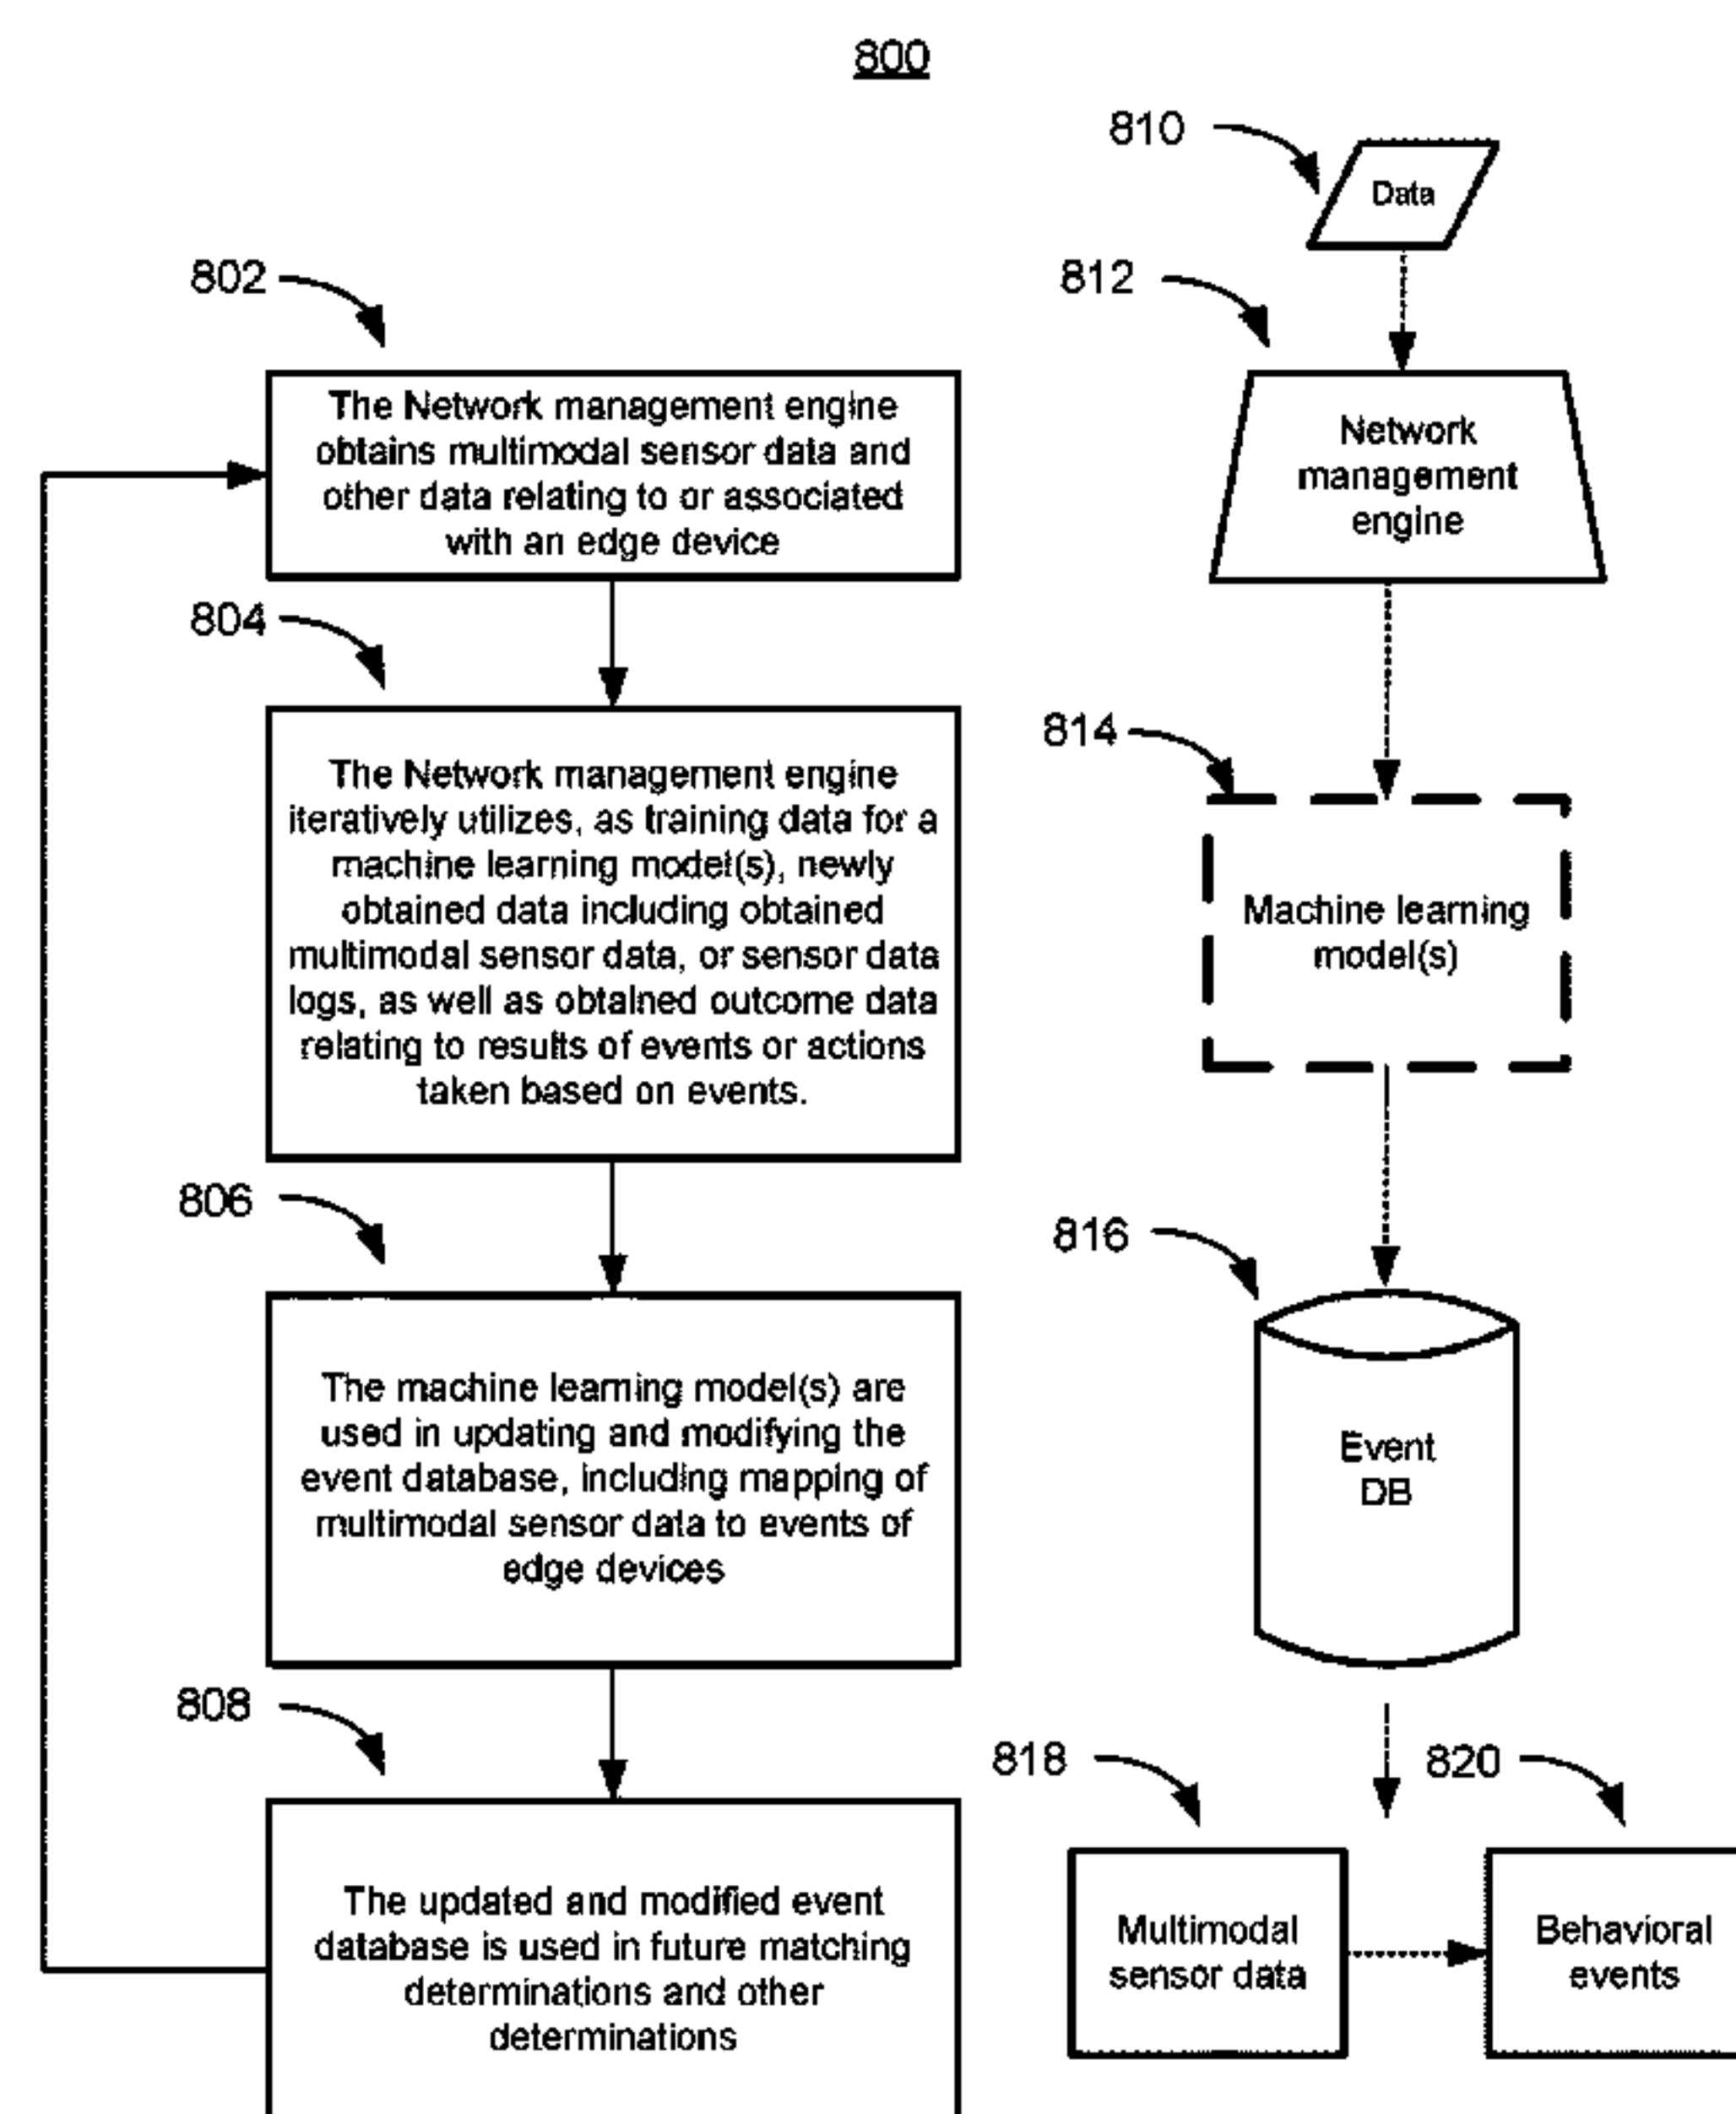 800
802
The Network management engine
obtains multimodal sensor data and
other data relating to or associated
with an edge device
804
The Network management engine
iteratively utilizes, as training data for a
machine learning model(s), newly
obtained data including obtained
multimodal sensor data, or sensor data
logs, as well as obtained outcome data
relating to results of events or actions
taken based on events.
806
The machine learning model(s) are
used in updating and modifying the
event database, including mapping of
multimodal sensor data to events of
edge devices
808
The updated and modified event
database is used in future matching
determinations and other
determinations
810
Data
812
Network
management
engine
814
Machine learning
model(s)
816
Event
DB
818
Multimodal
sensor data
820
Behavioral
events